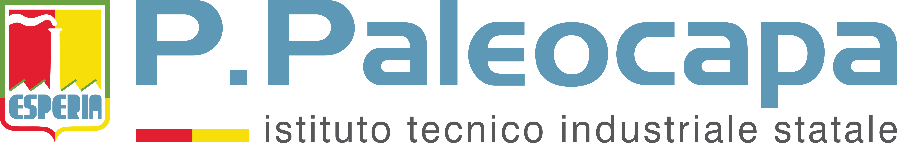 ESPERIA
P.Paleocapa
istituto tecnico industriale statale